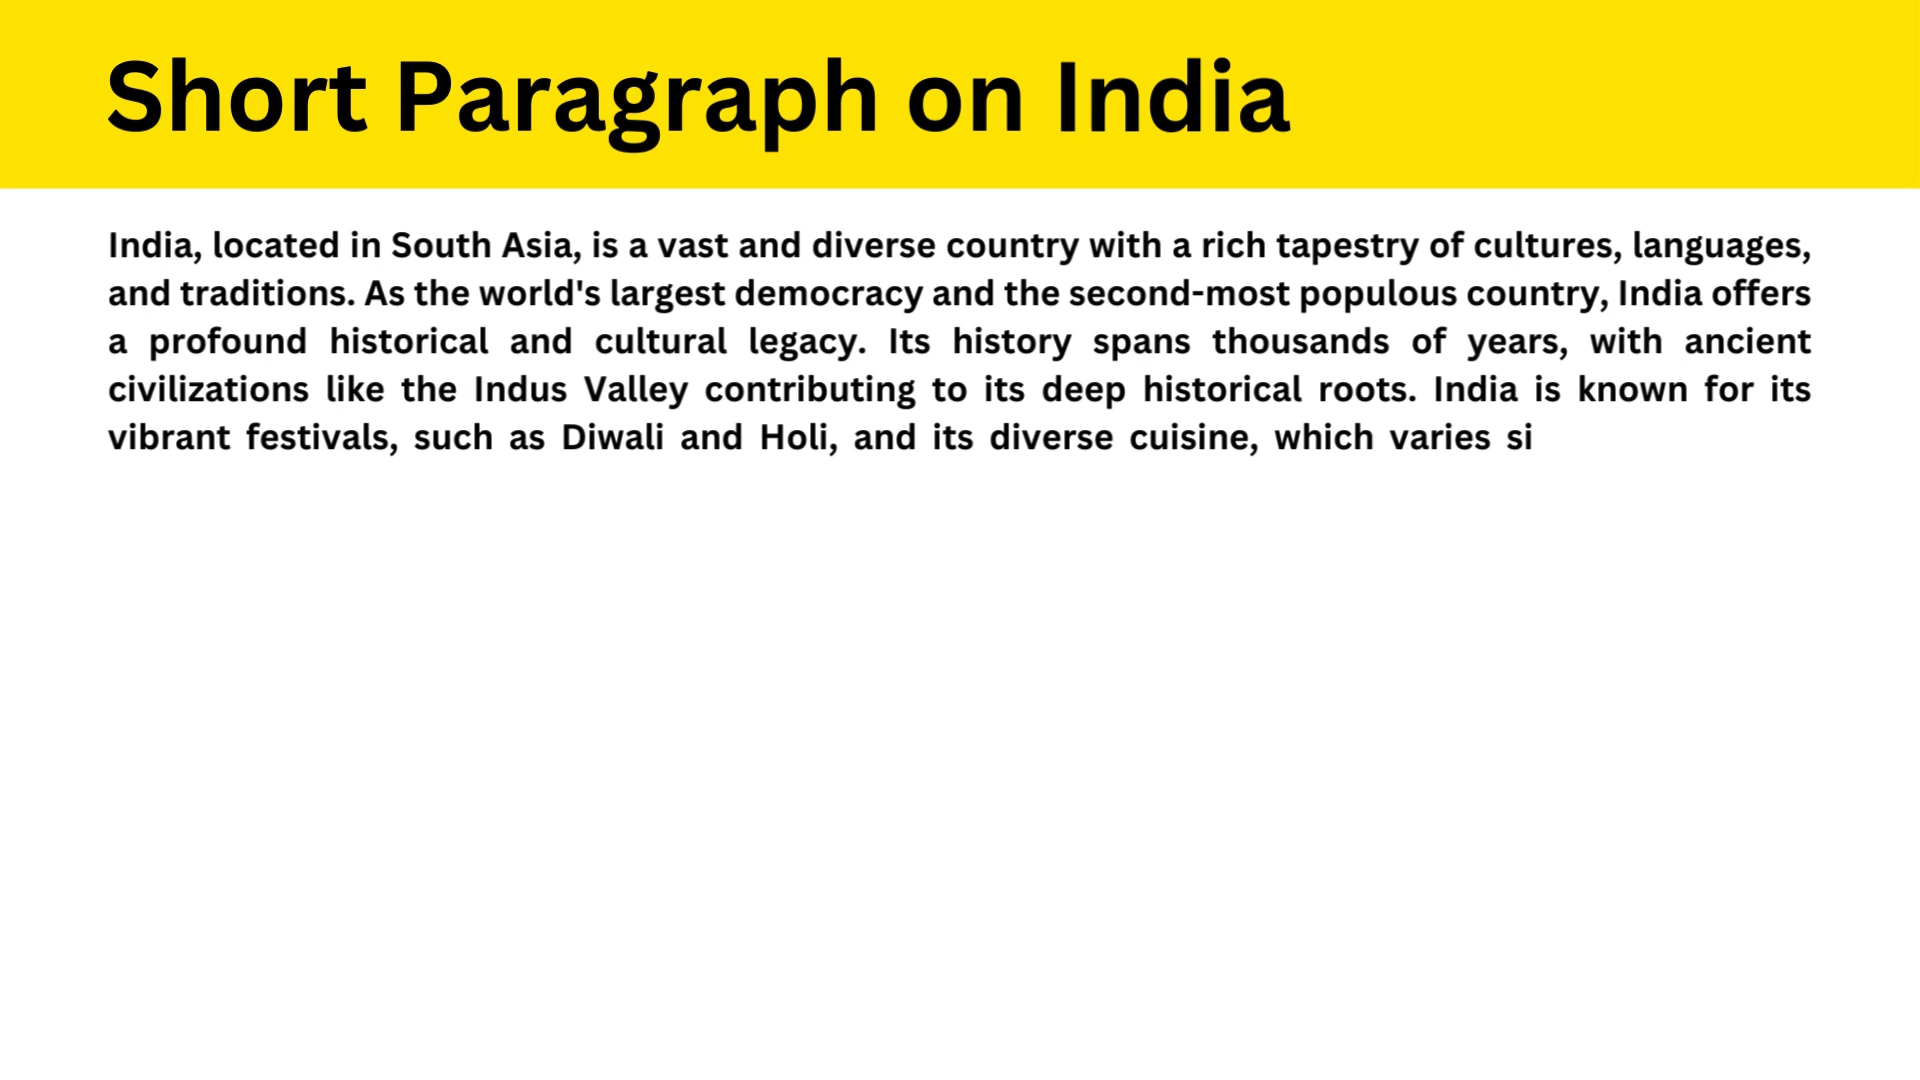 Short Paragraph on India
India, located in South Asia, is a vast and diverse country with a rich tapestry of cultures, languages,
and traditions. As the world's largest democracy and the second-most populous country, India offers
a profound historical and cultural legacy. Its history spans thousands of years, with ancient
civilizations like the Indus Valley contributing to its deep historical roots. India is known for its
vibrant festivals, such as Diwali and Holi, and its diverse cuisine, which varies si